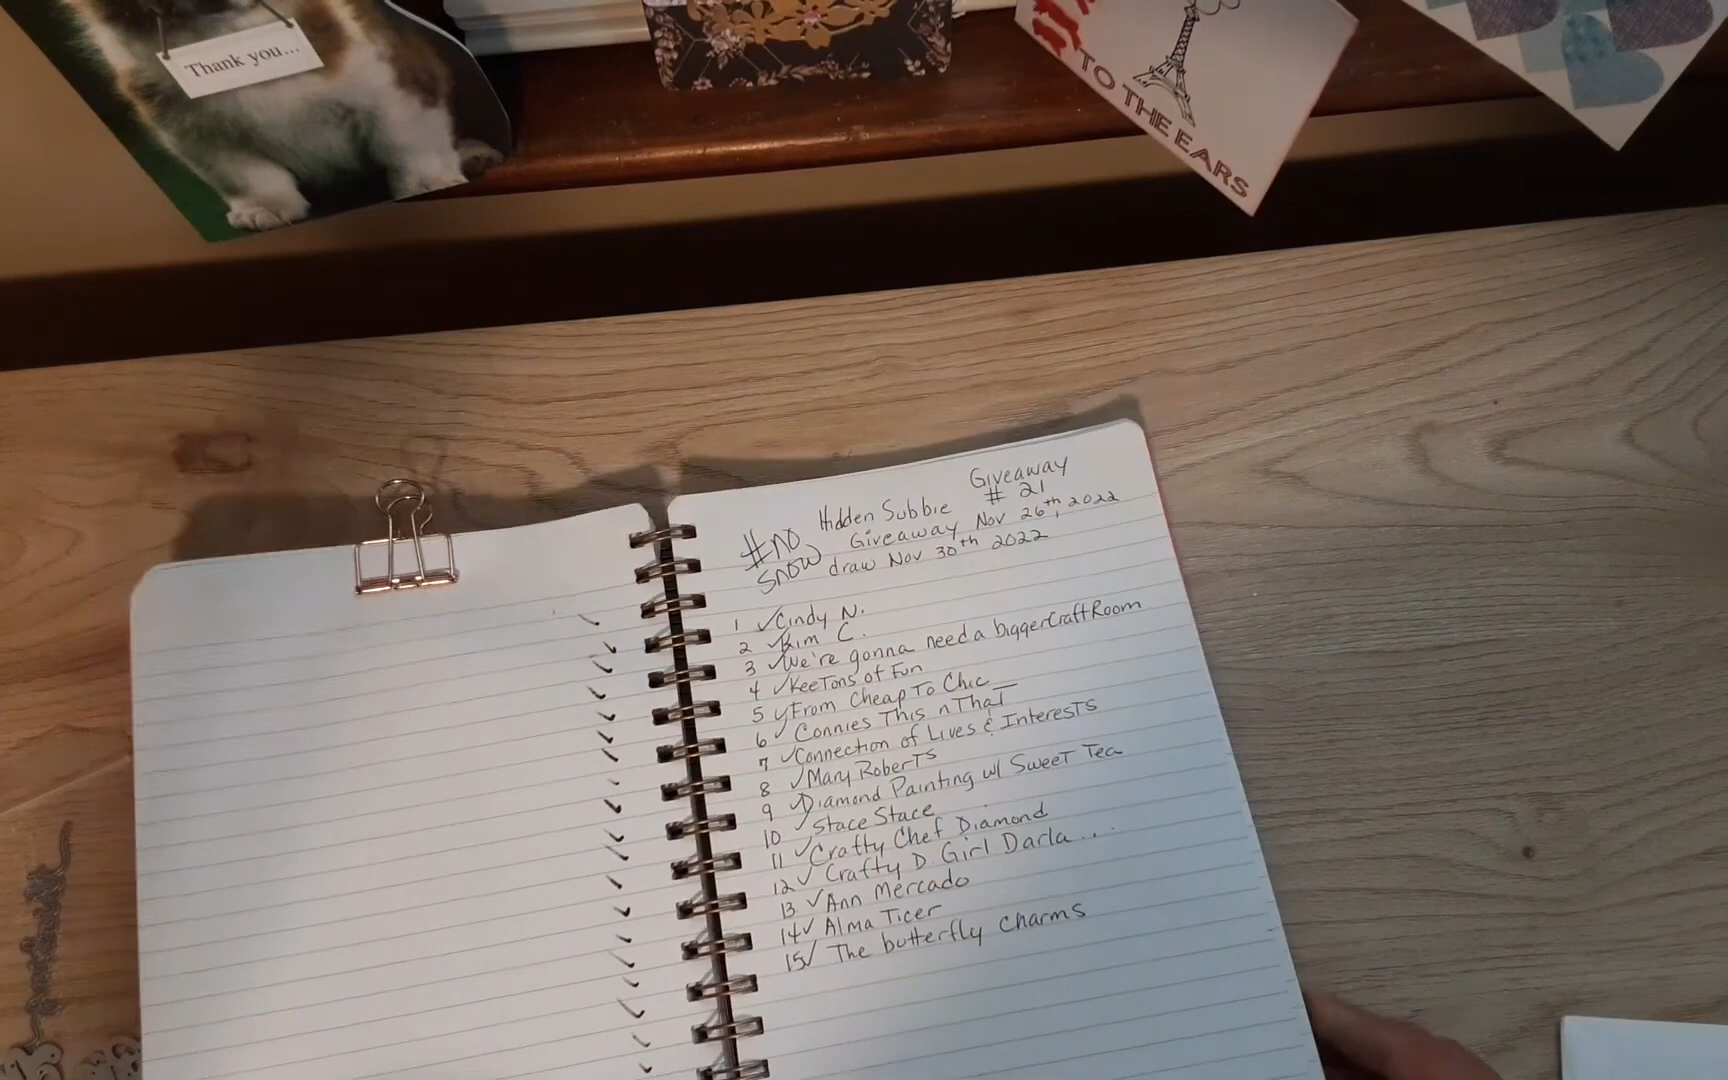 Thank you...
TO THE EARS
Giveaway
# 21
Hidden Subbie
Giveaway Nov 26th, 2022
#no
snow
draw Nov 30th 2022
1 ✓Cindy N.
2 ✓Kim C.
3 ✓We're gonna need a biggerCraftRoom
4 ✓KeeTons of Fun
5 ✓From Cheap To Chic
6 ✓Connies This n That
7 ✓Connection of Lives & Interests
8 ✓Mary Roberts
9 ✓Diamond Painting w/ Sweet Tea
10 ✓Stace Stace
11 ✓Crafty Chef Diamond
12 ✓Crafty D Girl Darla...
13 ✓Ann Mercado
14 ✓Alma Ticer
15 ✓The butterfly charms